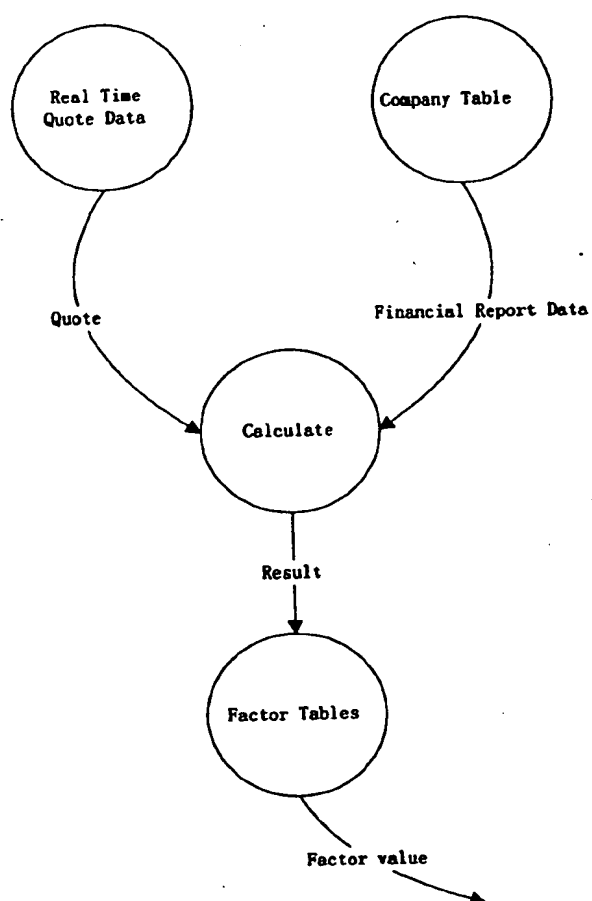 Real Time
Quote Data
Company Table
Quote
Financial Report Data
Calculate
Result
Factor Tables
Factor value